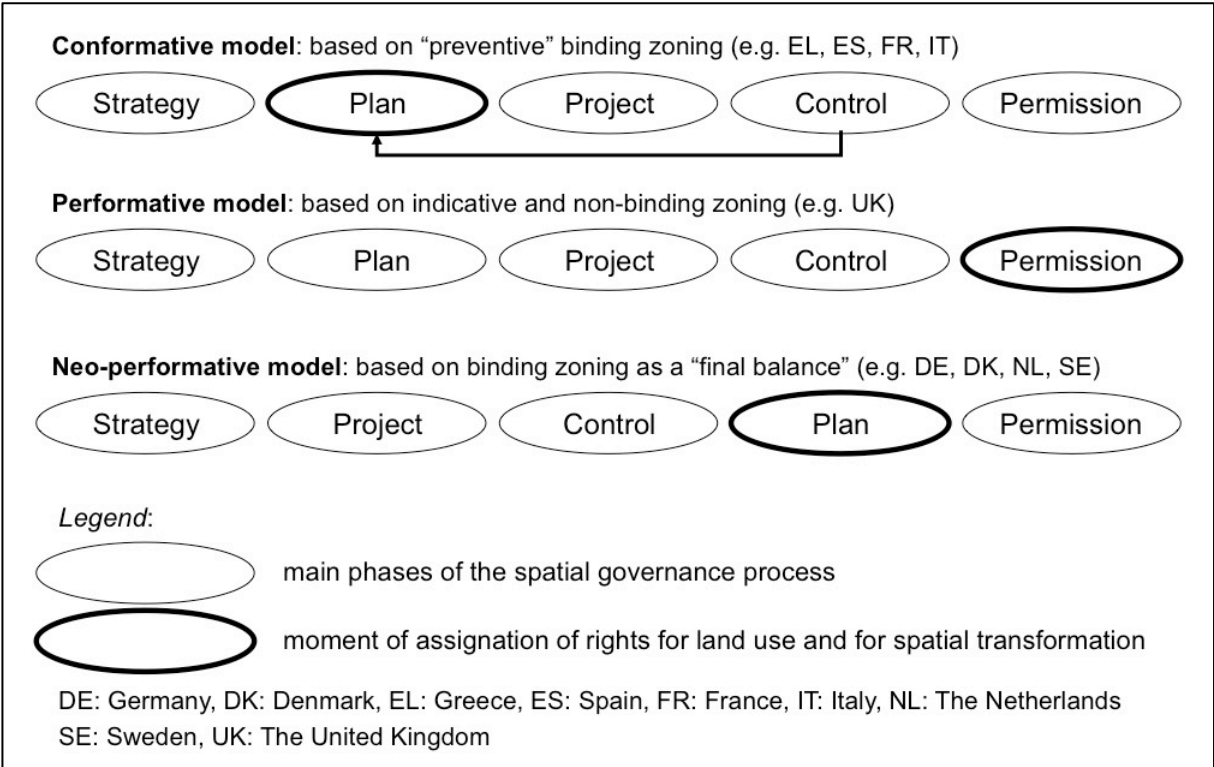 Conformative model: based on “preventive” binding zoning (e.g. EL, ES, FR, IT)
Strategy Plan Project Control Permission
Performative model: based on indicative and non-binding zoning (e.g. UK)
Strategy Plan Project Control Permission
Neo-performative model: based on binding zoning as a “final balance” (e.g. DE, DK, NL, SE)
Strategy Project Control Plan Permission
Legend:
main phases of the spatial governance process
moment of assignation of rights for land use and for spatial transformation
DE: Germany, DK: Denmark, EL: Greece, ES: Spain, FR: France, IT: Italy, NL: The Netherlands
SE: Sweden, UK: The United Kingdom